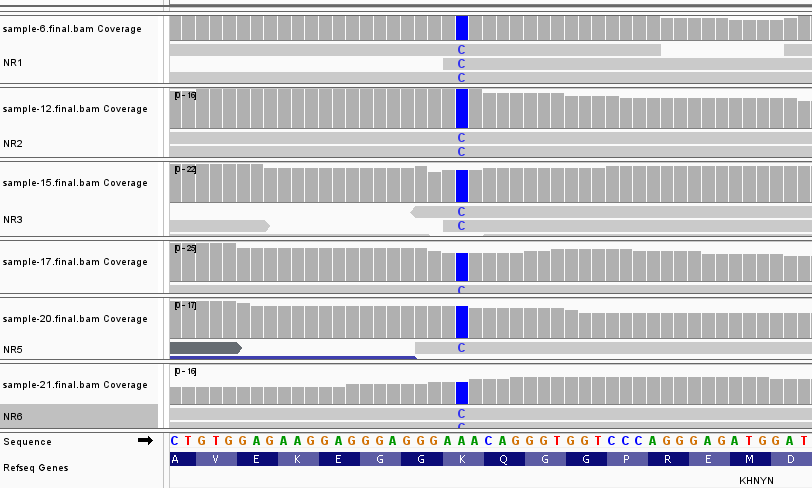 sample-6.final.bam Coverage
C
NR1
C
C
[0 - 16]
sample-12.final.bam Coverage
C
NR2
C
[0 - 22]
sample-15.final.bam Coverage
C
NR3
C
[0 - 25]
sample-17.final.bam Coverage
C
[0 - 17]
sample-20.final.bam Coverage
NR5
C
[0 - 16]
sample-21.final.bam Coverage
NR6
C
C
Sequence C T G T G G A G A A G G A G G G A G G G A A A C A G G G T G G T C C C A G G G A G A T G G A T
A V E K E G G K Q G G P R E M D
Refseq Genes
KHNYN